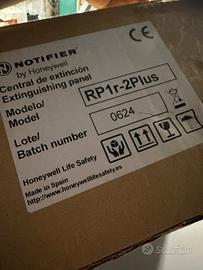 NOTIFIER
by Honeywell
Central de extinción
Extinguishing panel
Modelo/
Model
RP1r-2Plus
Lote/
Batch number
0624
Honeywell Life Safety
Made in Spain
http://www.honeywelllifesafety.es
Subito.it